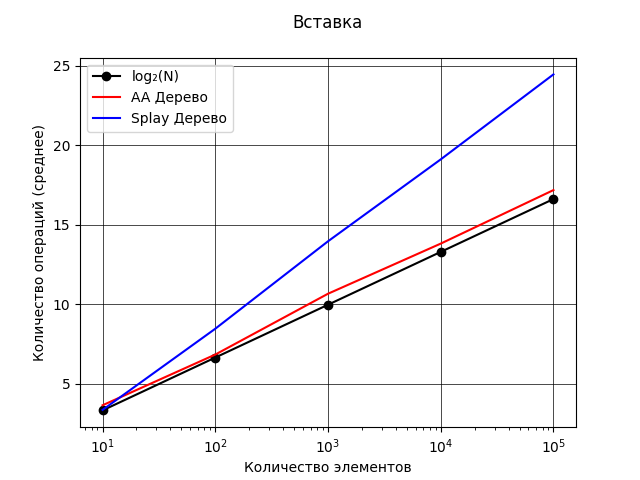 Вставка
log₂(N)
AA Дерево
Splay Дерево
Количество операций (среднее)
25
20
15
10
5
10¹
10²
10³
10⁴
10⁵
Количество элементов